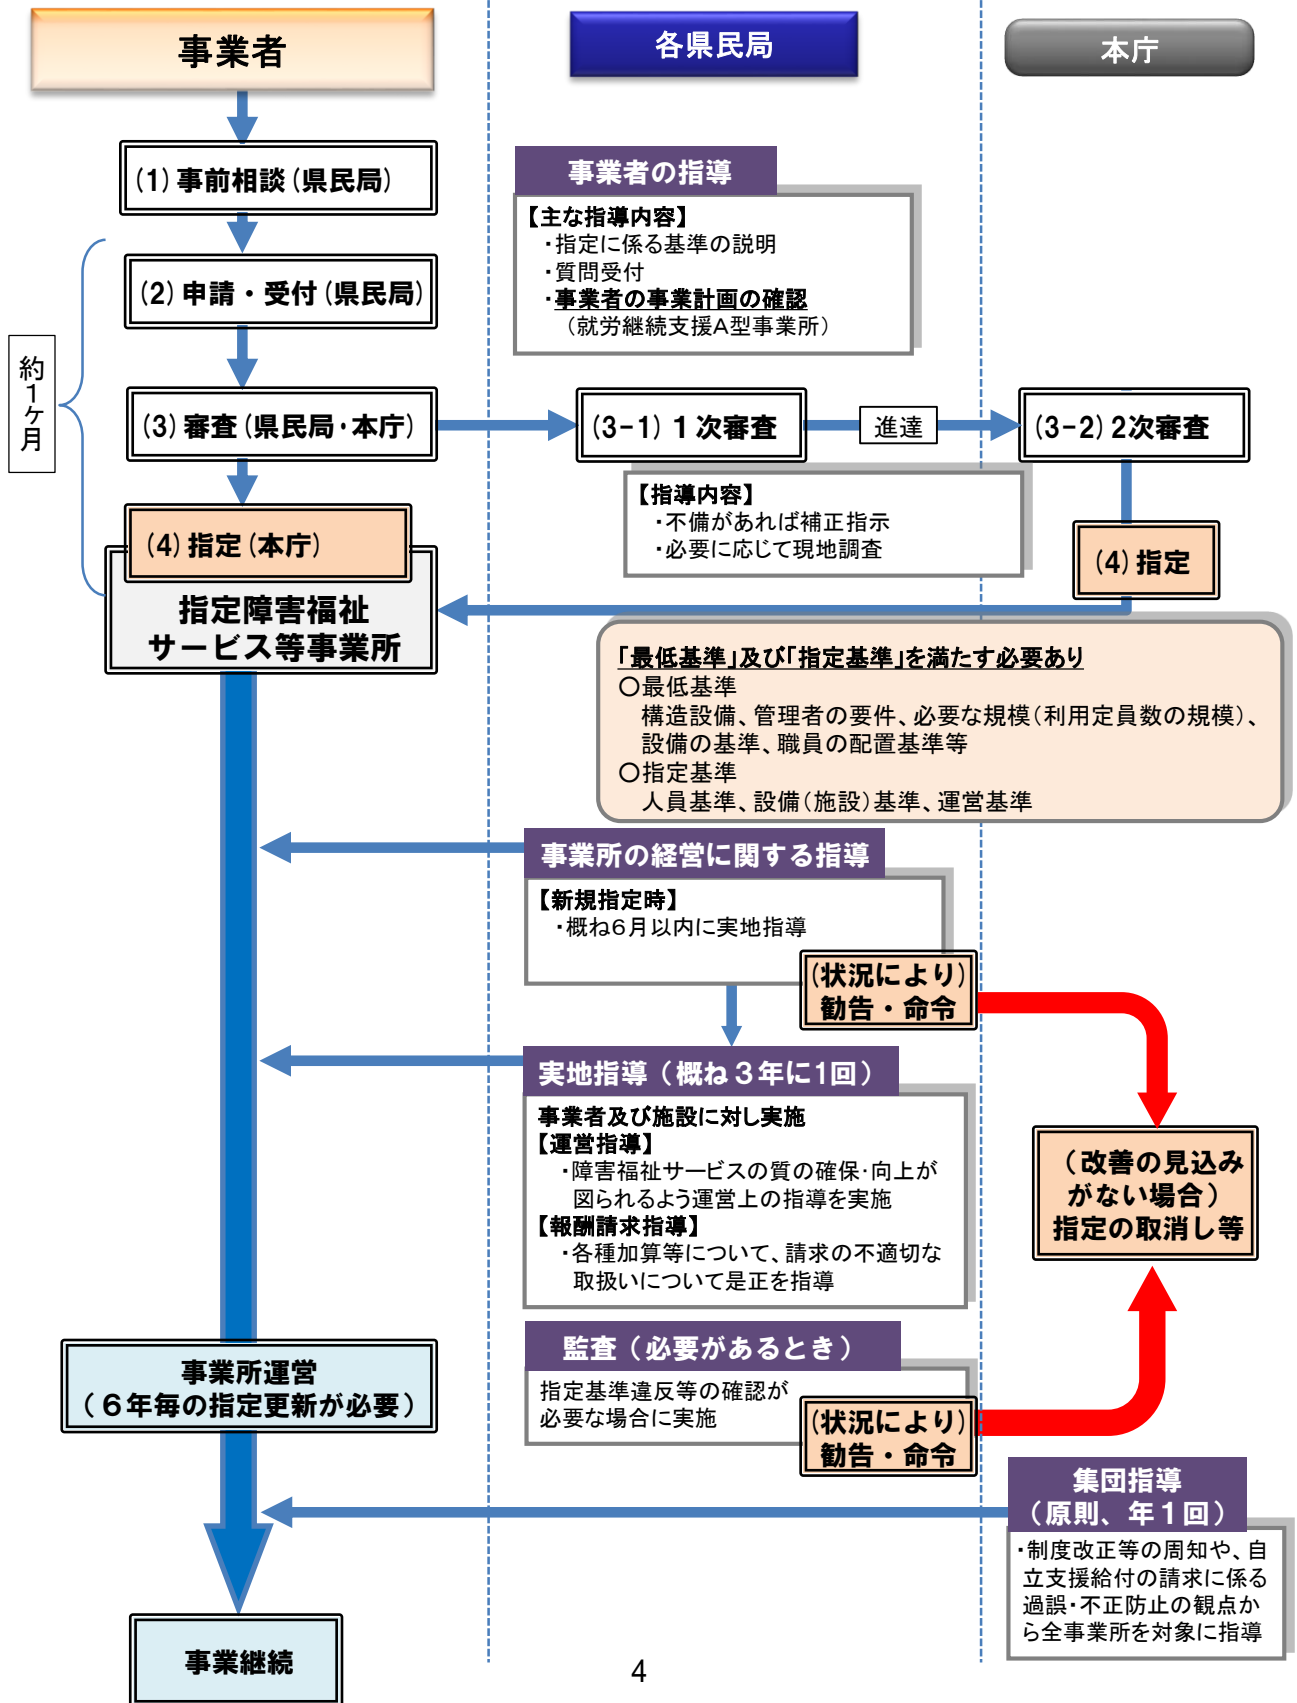 事業者
各県民局
本庁
(1)事前相談(県民局)
事業者の指導
【主な指導内容】
・指定に係る基準の説明
・質問受付
・事業者の事業計画の確認
（就労継続支援A型事業所）
(2)申請・受付(県民局)
約1ヶ月
(3)審査(県民局・本庁)
(3-1)1次審査
進達
(3-2)2次審査
【指導内容】
・不備があれば補正指示
・必要に応じて現地調査
(4)指定(本庁)
(4)指定
指定障害福祉
サービス等事業所
「最低基準」及び「指定基準」を満たす必要あり
○最低基準
構造設備、管理者の要件、必要な規模(利用定員数の規模)、
設備の基準、職員の配置基準等
○指定基準
人員基準、設備(施設)基準、運営基準
事業所の経営に関する指導
【新規指定時】
・概ね6月以内に実地指導
(状況により)
勧告・命令
実地指導（概ね３年に1回）
事業者及び施設に対し実施
【運営指導】
・障害福祉サービスの質の確保・向上が
図られるよう運営上の指導を実施
【報酬請求指導】
・各種加算等について、請求の不適切な
取扱いについて是正を指導
（改善の見込み
がない場合）
指定の取消し等
監査（必要があるとき）
指定基準違反等の確認が
必要な場合に実施
(状況により)
勧告・命令
事業所運営
（６年毎の指定更新が必要）
集団指導
（原則、年１回）
・制度改正等の周知や、自
立支援給付の請求に係る
過誤・不正防止の観点か
ら全事業所を対象に指導
事業継続
4